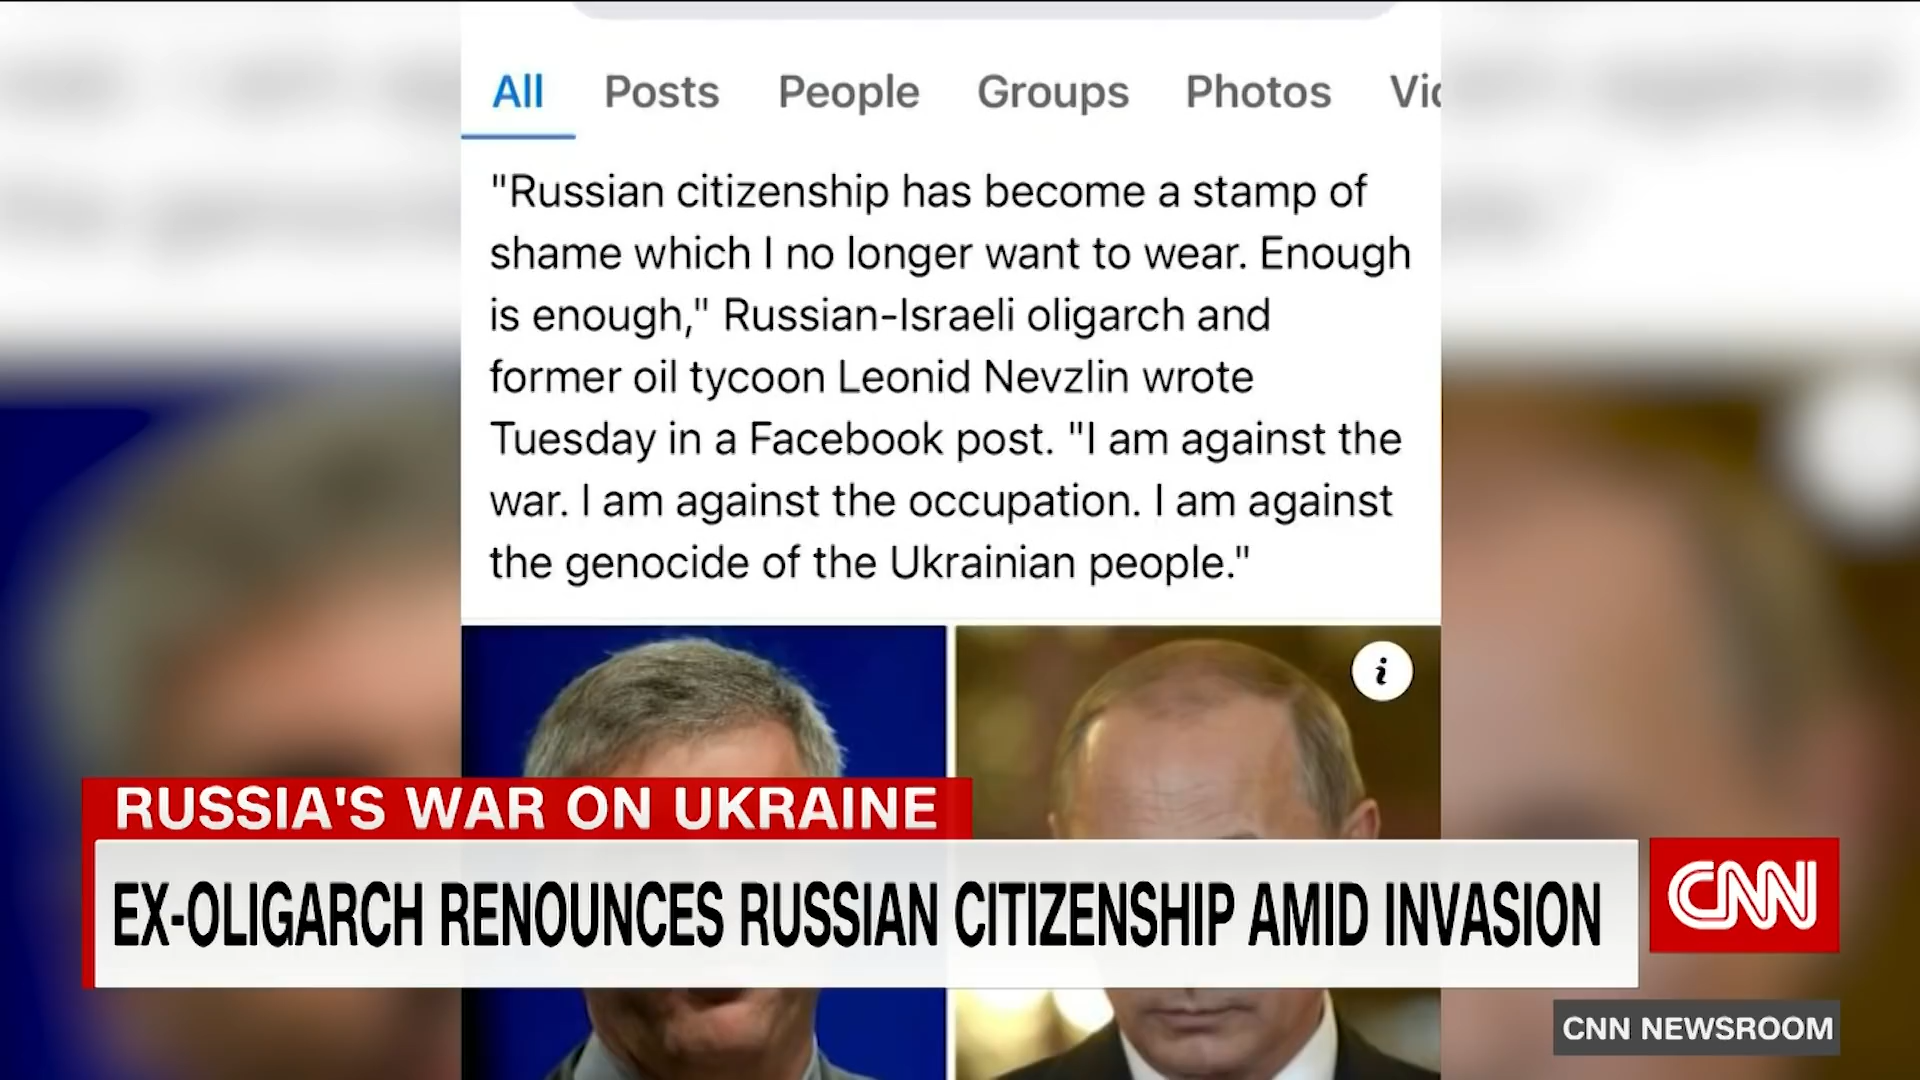 All Posts People Groups Photos
"Russian citizenship has become a stamp of
shame which I no longer want to wear. Enough
is enough," Russian-Israeli oligarch and
former oil tycoon Leonid Nevzlin wrote
Tuesday in a Facebook post. "I am against the
war. I am against the occupation. I am against
the genocide of the Ukrainian people."
i
RUSSIA'S WAR ON UKRAINE
EX-OLIGARCH RENOUNCES RUSSIAN CITIZENSHIP AMID INVASION
CNN
CNN NEWSROOM